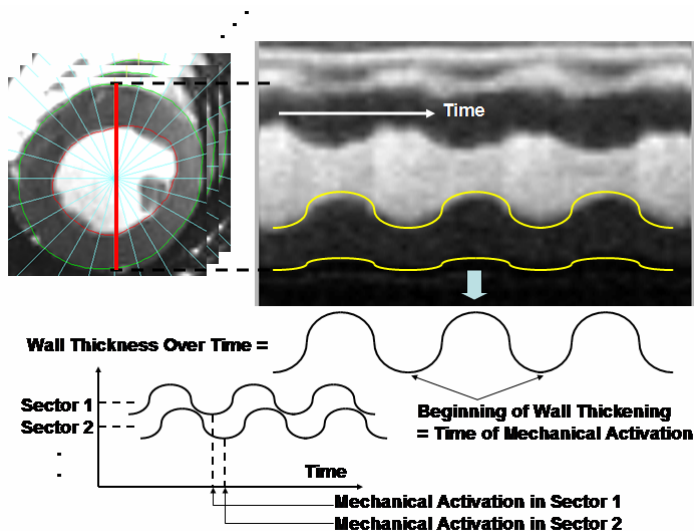 Time
Wall Thickness Over Time =
Sector 1
Sector 2
.
.
Beginning of Wall Thickening
= Time of Mechanical Activation
Time
Mechanical Activation in Sector 1
Mechanical Activation in Sector 2